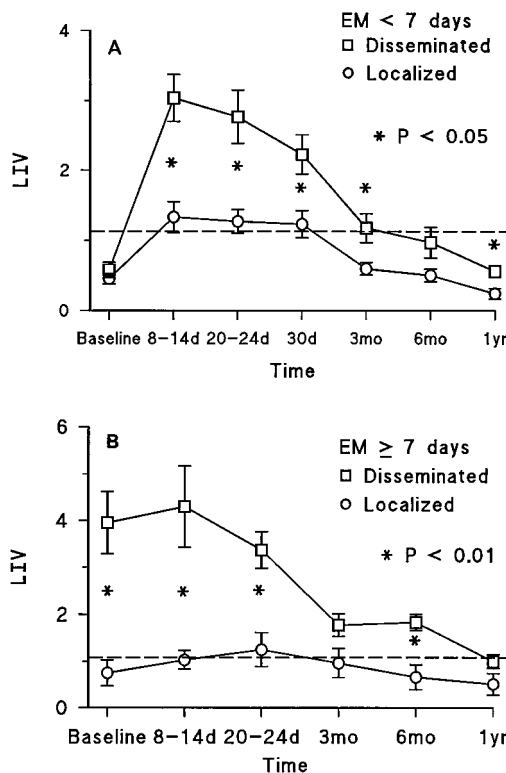 A
EM < 7 days
Disseminated
Localized
* P < 0.05
LIV
4
2
0
* * * * *
Baseline 8-14d 20-24d 30d 3mo 6mo 1yr
Time
B
EM ≥ 7 days
Disseminated
Localized
* P < 0.01
LIV
6
4
2
0
* * * *
Baseline 8-14d 20-24d 3mo 6mo 1yr
Time